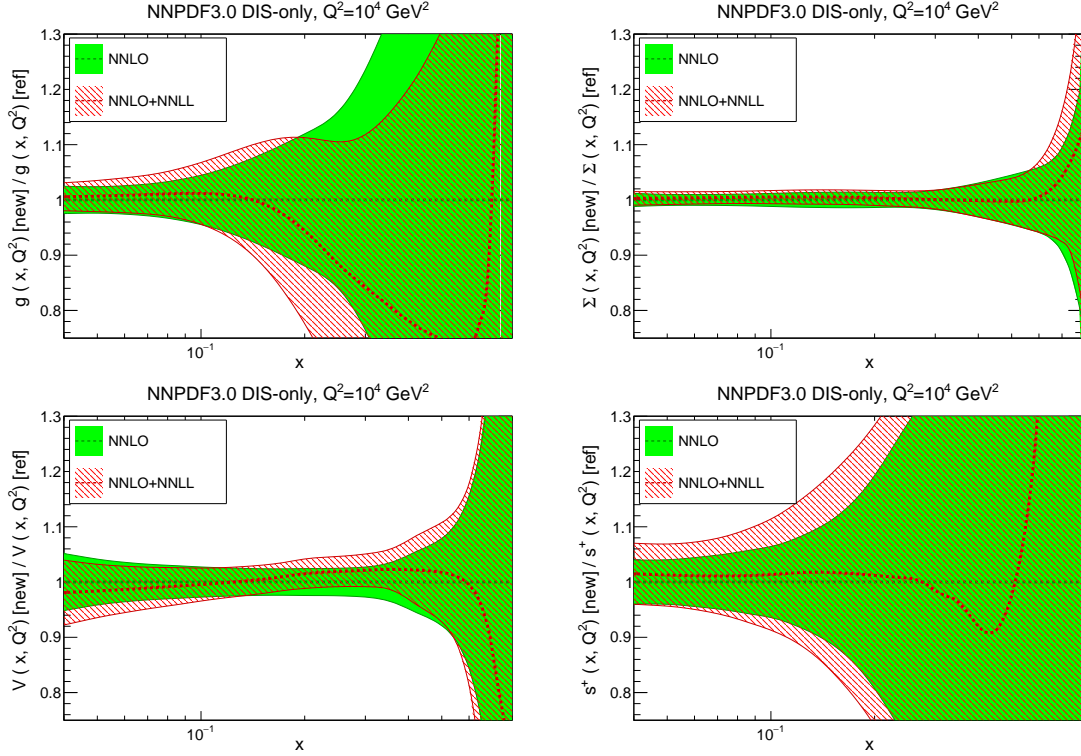 NNPDF3.0 DIS-only, Q²=10⁴ GeV²
g ( x, Q²) [new] / g ( x, Q²) [ref]
1.3
1.2
1.1
1
0.9
0.8
NNLO
NNLO+NNLL
10⁻¹
x
NNPDF3.0 DIS-only, Q²=10⁴ GeV²
Σ ( x, Q²) [new] / Σ ( x, Q²) [ref]
1.3
1.2
1.1
1
0.9
0.8
NNLO
NNLO+NNLL
10⁻¹
2×10⁻¹
x
NNPDF3.0 DIS-only, Q²=10⁴ GeV²
V ( x, Q²) [new] / V ( x, Q²) [ref]
1.3
1.2
1.1
1
0.9
0.8
NNLO
NNLO+NNLL
10⁻¹
x
NNPDF3.0 DIS-only, Q²=10⁴ GeV²
s⁺ ( x, Q²) [new] / s⁺ ( x, Q²) [ref]
1.3
1.2
1.1
1
0.9
0.8
NNLO
NNLO+NNLL
10⁻¹
x